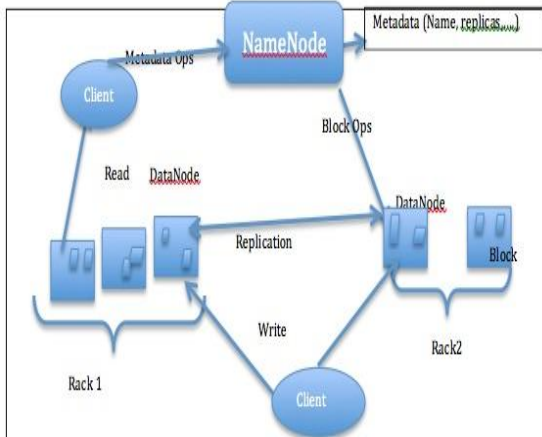 Metadata (Name, replicas,....)
NameNode
Metadata Ops
Client
Block Ops
Read
DataNode
DataNode
Replication
Block
Write
Rack2
Rack 1
Client